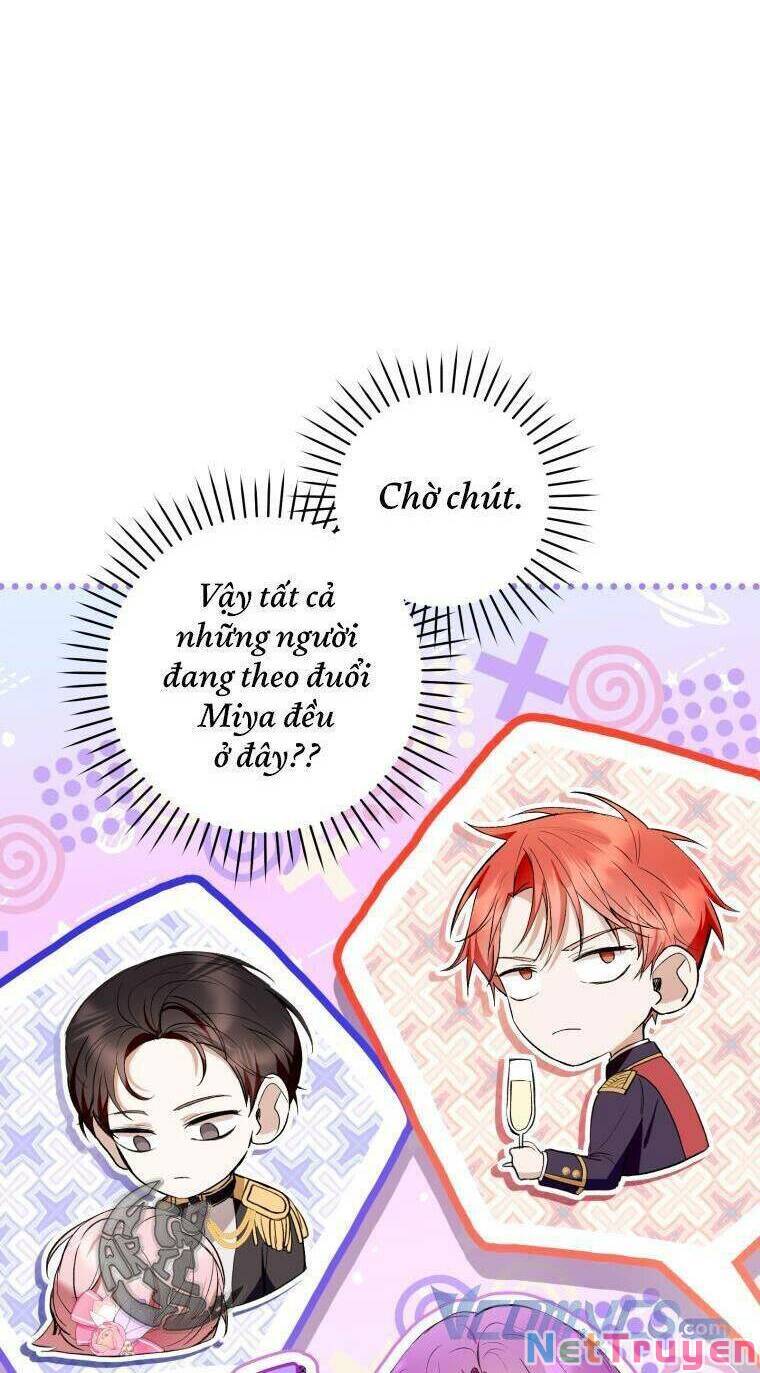 Chờ chút.
Vậy tất cả
những người
đang theo đuổi
Miya đều
ở đây??
NetTruyen